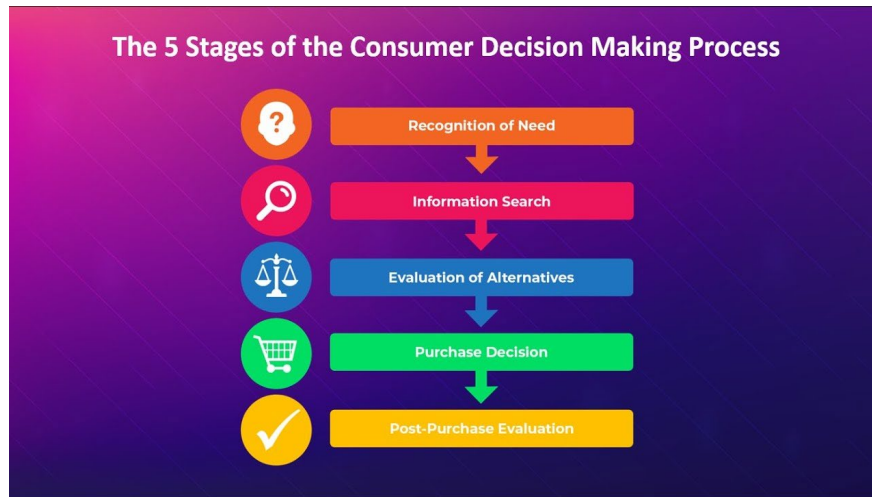 The 5 Stages of the Consumer Decision Making Process
?
Recognition of Need
Information Search
Evaluation of Alternatives
Purchase Decision
Post-Purchase Evaluation